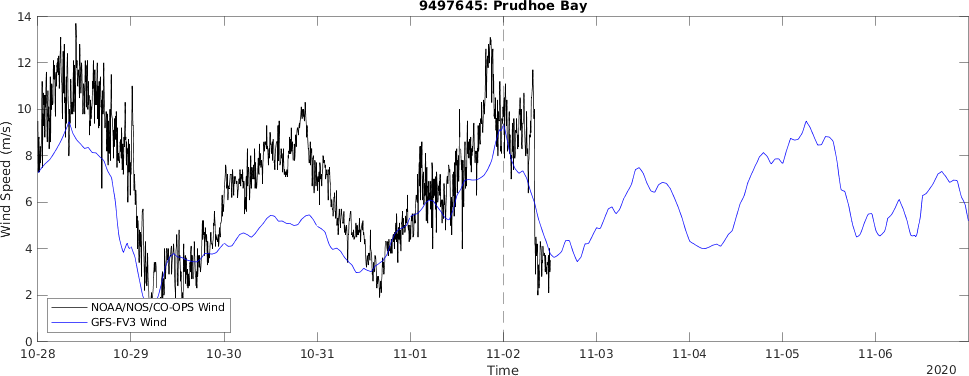 9497645: Prudhoe Bay
14
12
10
8
6
4
2
0
Wind Speed (m/s)
NOAA/NOS/CO-OPS Wind
GFS-FV3 Wind
10-28 10-29 10-30 10-31 11-01 11-02 11-03 11-04 11-05 11-06
Time
2020